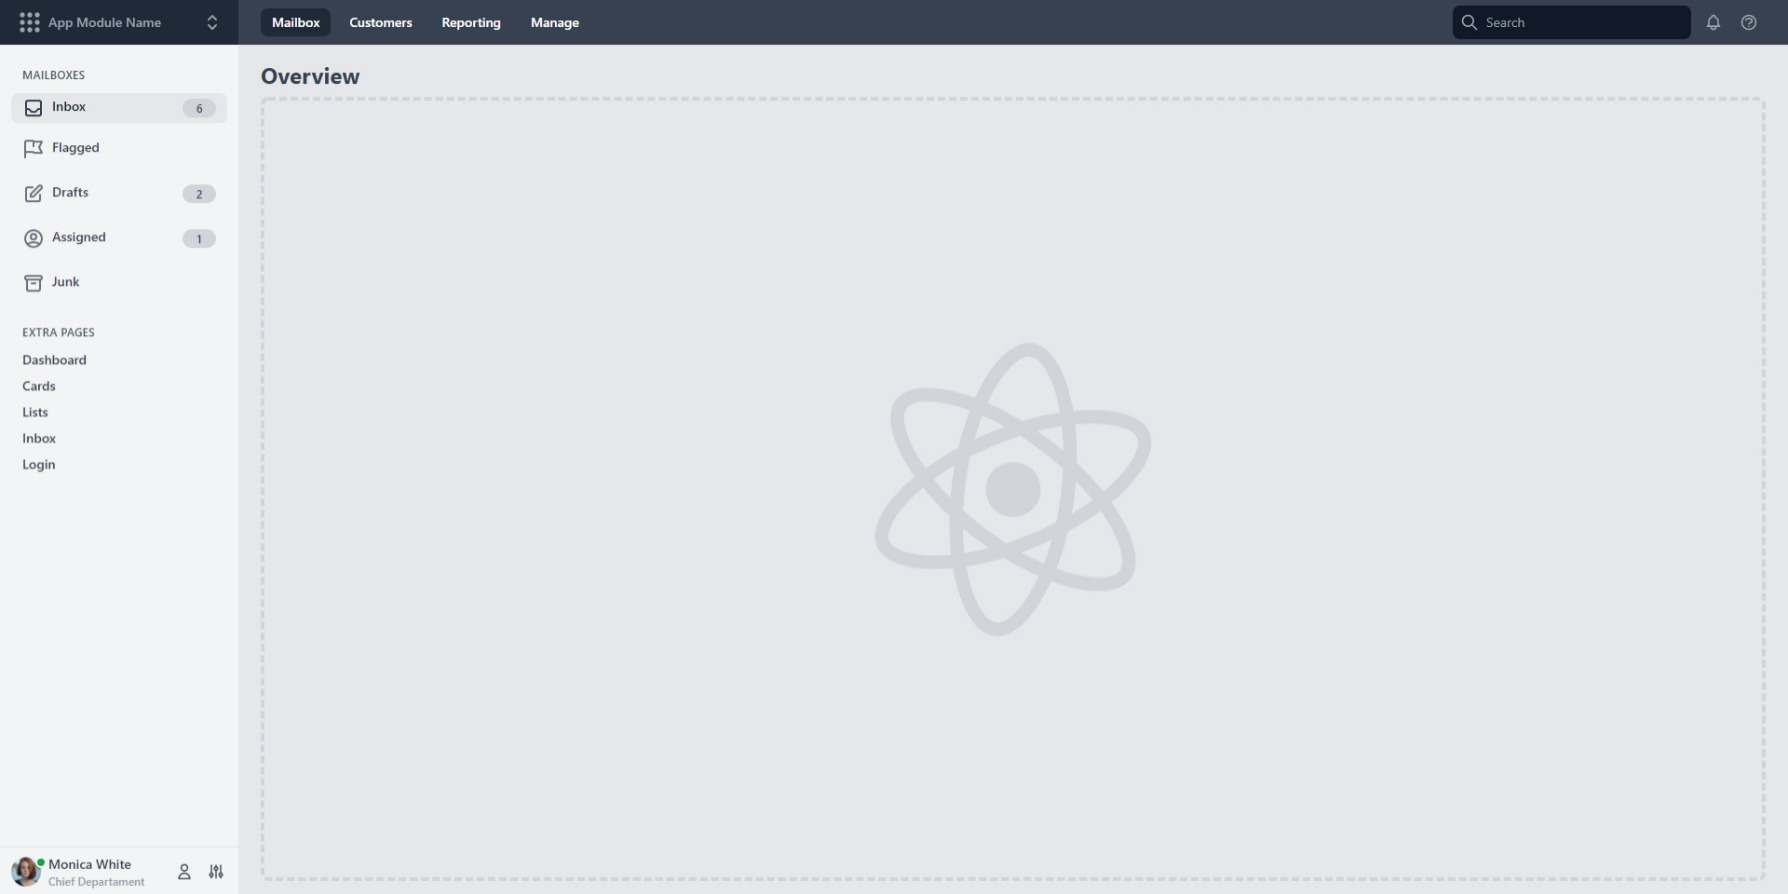 App Module Name
Mailbox
Customers
Reporting
Manage
Search
MAILBOXES
Inbox 6
Flagged
Drafts 2
Assigned 1
Junk
EXTRA PAGES
Dashboard
Cards
Lists
Inbox
Login
Monica White
Chief Departament
Overview